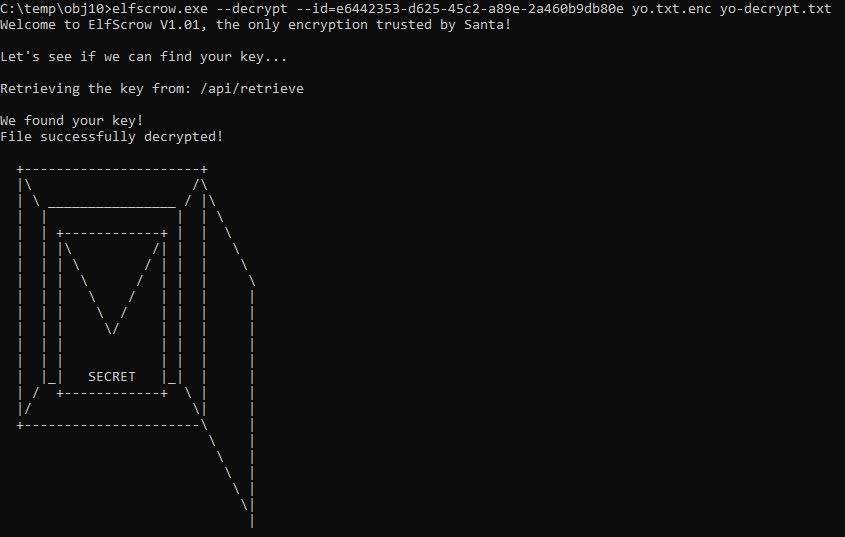 C:\temp\obj10>elfscrow.exe --decrypt --id=e6442353-d625-45c2-a89e-2a460b9db80e yo.txt.enc yo-decrypt.txt
Welcome to ElfScrow V1.01, the only encryption trusted by Santa!
Let's see if we can find your key...
Retrieving the key from: /api/retrieve
We found your key!
File successfully decrypted!
SECRET